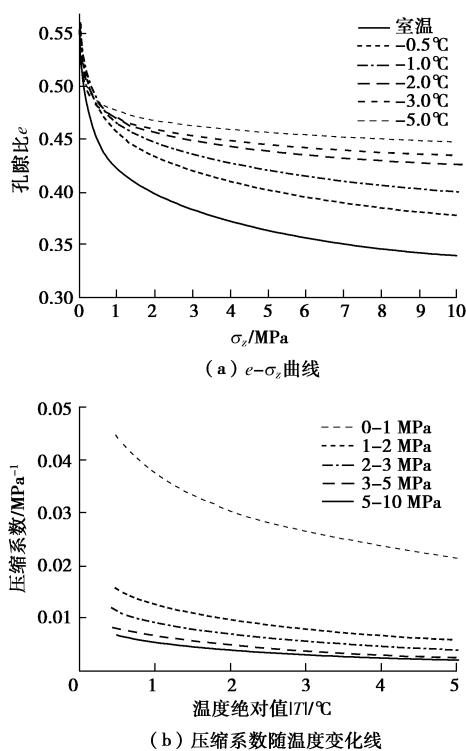 0.55
0.50
0.45
0.40
0.35
0.30
孔隙比e
室温
−0.5℃
−1.0℃
−2.0℃
−3.0℃
−5.0℃
0 1 2 3 4 5 6 7 8 9 10
σz/MPa
（a）e−σz曲线
0.05
0.04
0.03
0.02
0.01
压缩系数/MPa⁻¹
0–1 MPa
1–2 MPa
2–3 MPa
3–5 MPa
5–10 MPa
0 1 2 3 4 5
温度绝对值|T|/℃
（b）压缩系数随温度变化线